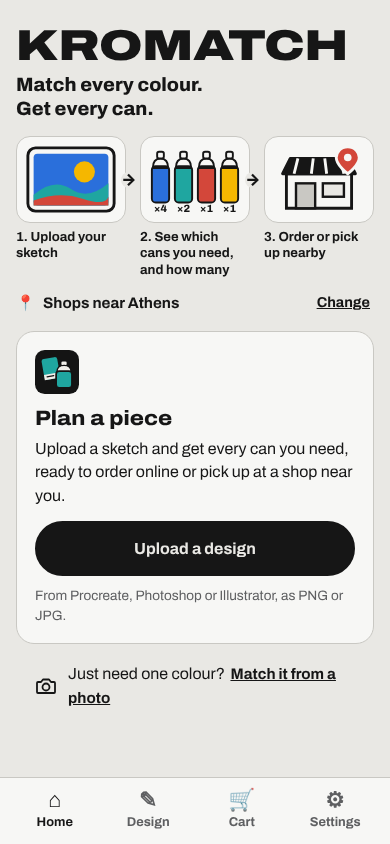 KROMATCH
Match every colour.
Get every can.
×4 ×2 ×1 ×1
1. Upload your
sketch
2. See which
cans you need,
and how many
3. Order or pick
up nearby
Shops near Athens
Change
Plan a piece
Upload a sketch and get every can you need,
ready to order online or pick up at a shop near
you.
Upload a design
From Procreate, Photoshop or Illustrator, as PNG or
JPG.
Just need one colour? Match it from a
photo
Home
Design
Cart
Settings